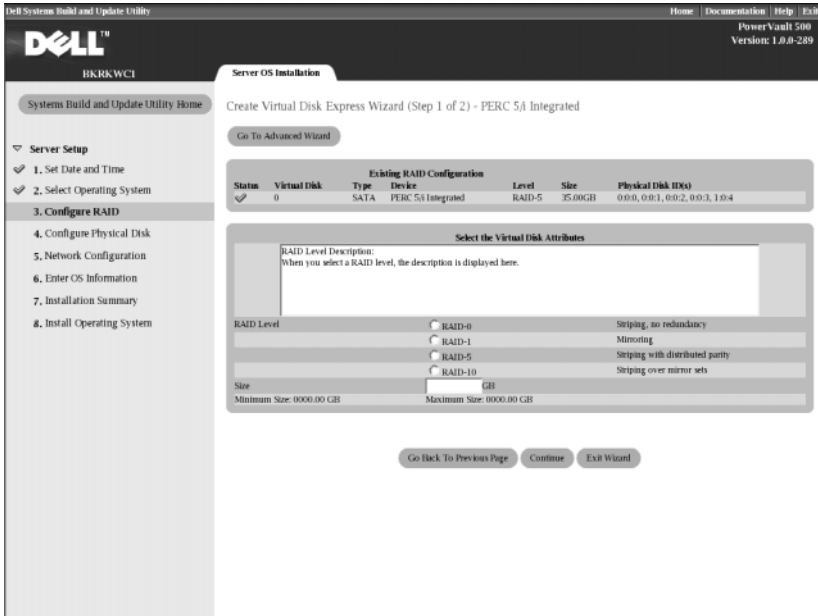 Dell Systems Build and Update Utility
Home Documentation Help Exit
DELL™
PowerVault 500
Version: 1.0.0-289
BKRKWC1
Server OS Installation
Systems Build and Update Utility Home
Server Setup
1. Set Date and Time
2. Select Operating System
3. Configure RAID
4. Configure Physical Disk
5. Network Configuration
6. Enter OS Information
7. Installation Summary
8. Install Operating System
Create Virtual Disk Express Wizard (Step 1 of 2) - PERC 5/i Integrated
Go To Advanced Wizard
Existing RAID Configuration
Status Virtual Disk Type Device Level Size Physical Disk ID(s)
0 SATA PERC 5/i Integrated RAID-5 35.00GB 0:0:0, 0:0:1, 0:0:2, 0:0:3, 1:0:4
Select the Virtual Disk Attributes
RAID Level Description:
When you select a RAID level, the description is displayed here.
RAID Level RAID-0 Striping, no redundancy
RAID-1 Mirroring
RAID-5 Striping with distributed parity
RAID-10 Striping over mirror sets
Size GB
Minimum Size: 0000.00 GB Maximum Size: 0000.00 GB
Go Back To Previous Page Continue Exit Wizard